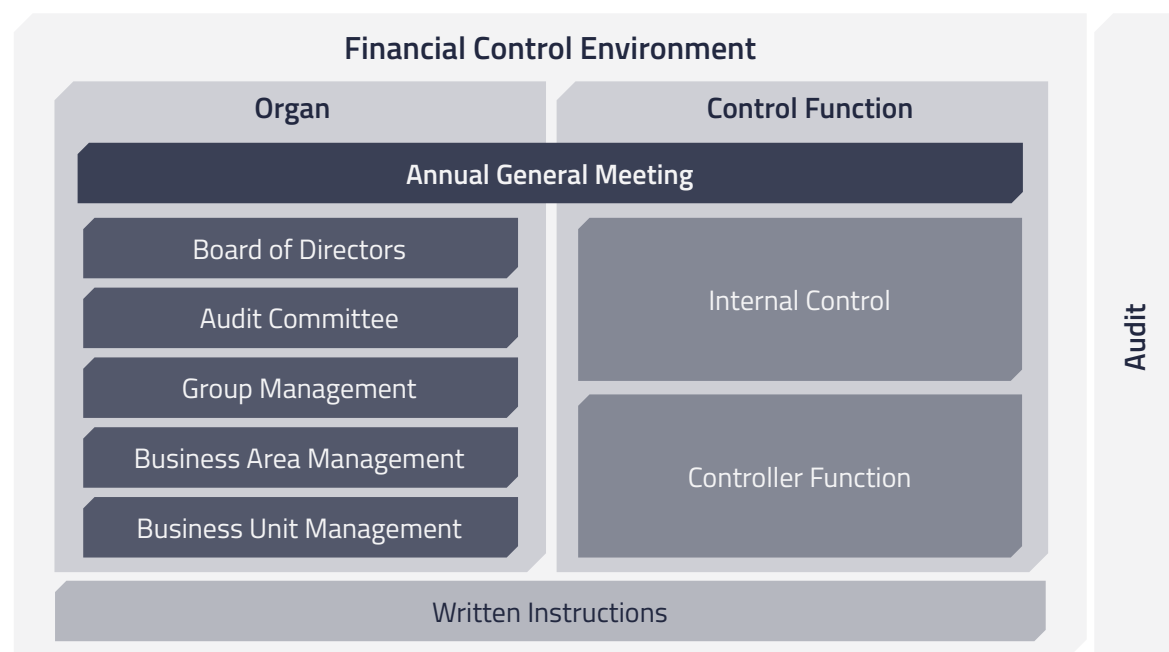 Financial Control Environment
Organ
Control Function
Annual General Meeting
Board of Directors
Audit Committee
Group Management
Business Area Management
Business Unit Management
Internal Control
Controller Function
Written Instructions
Audit